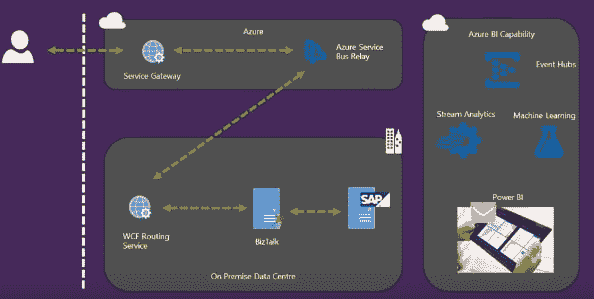 Azure
Service Gateway
Azure Service
Bus Relay
WCF Routing
Service
BizTalk
SAP
On Premise Data Centre
Azure BI Capability
Event Hubs
Stream Analytics
Machine Learning
Power BI